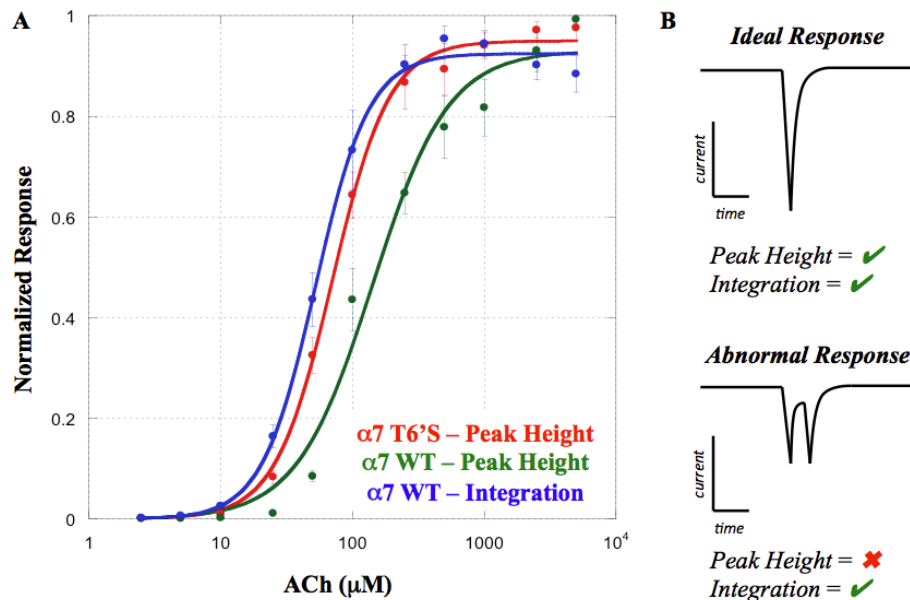 A
Normalized Response
1
0.8
0.6
0.4
0.2
0
1
10
100
1000
10⁴
ACh (μM)
α7 T6'S – Peak Height
α7 WT – Peak Height
α7 WT – Integration
B
Ideal Response
current
time
Peak Height = ✔
Integration = ✔
Abnormal Response
current
time
Peak Height = ✖
Integration = ✔